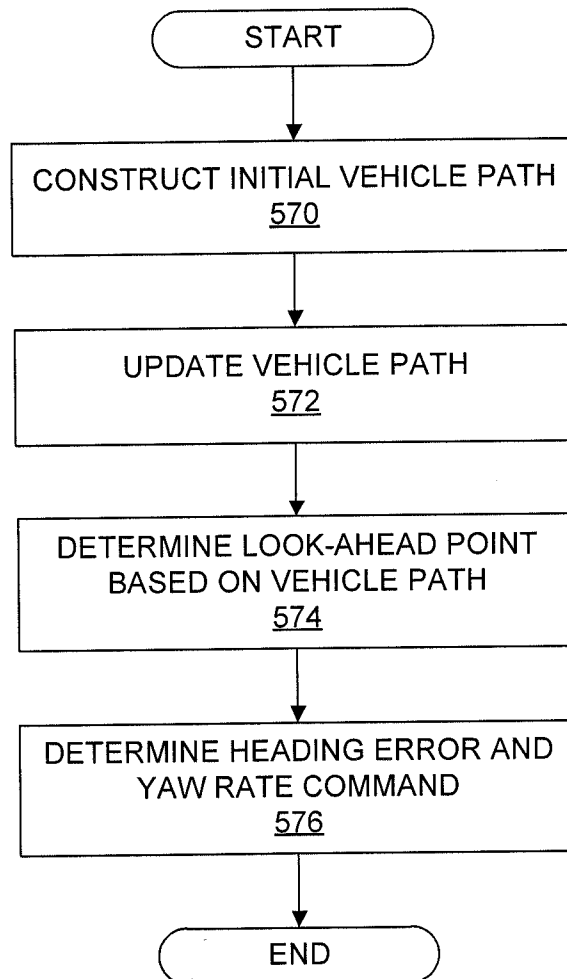 START
CONSTRUCT INITIAL VEHICLE PATH
570
UPDATE VEHICLE PATH
572
DETERMINE LOOK-AHEAD POINT
BASED ON VEHICLE PATH
574
DETERMINE HEADING ERROR AND
YAW RATE COMMAND
576
END